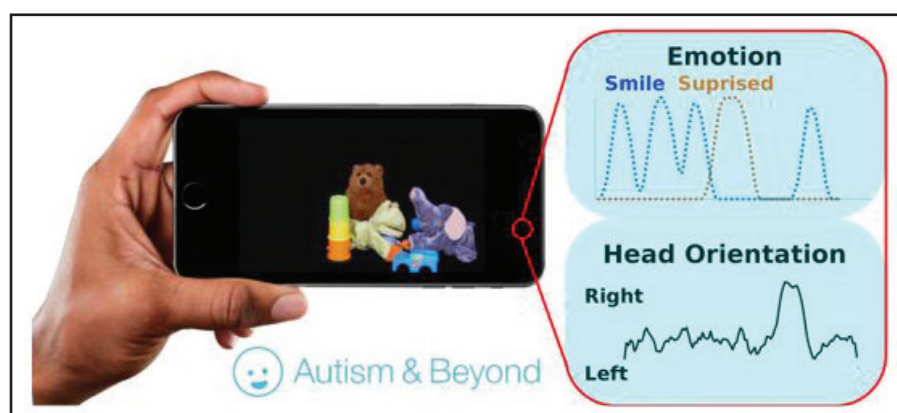 Emotion
Smile Suprised
Head Orientation
Right
Left
Autism & Beyond